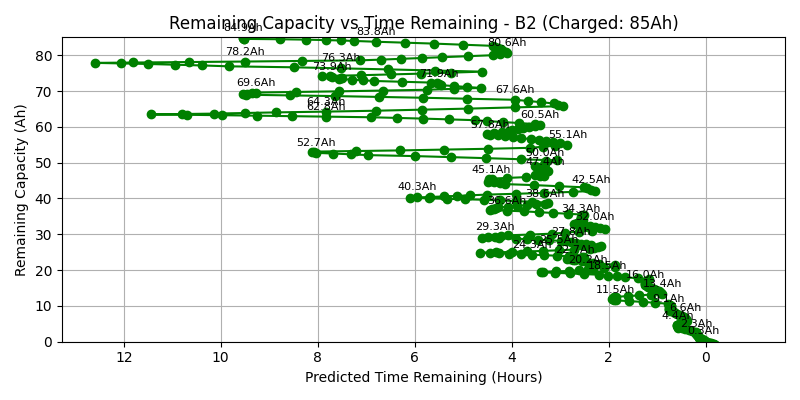 Remaining Capacity vs Time Remaining - B2 (Charged: 85Ah)
84.9Ah
83.8Ah
80.6Ah
78.2Ah
76.3Ah
73.9Ah
71.9Ah
69.6Ah
67.6Ah
64.3Ah
62.8Ah
60.5Ah
57.8Ah
55.1Ah
52.7Ah
50.0Ah
47.4Ah
45.1Ah
42.5Ah
40.3Ah
38.6Ah
36.6Ah
34.3Ah
32.0Ah
29.3Ah
27.8Ah
24.3Ah
22.7Ah
20.2Ah
18.5Ah
16.0Ah
13.4Ah
11.5Ah
9.1Ah
6.6Ah
4.4Ah
2.3Ah
0.3Ah
Remaining Capacity (Ah)
80
70
60
50
40
30
20
10
0
12
10
8
6
4
2
0
Predicted Time Remaining (Hours)